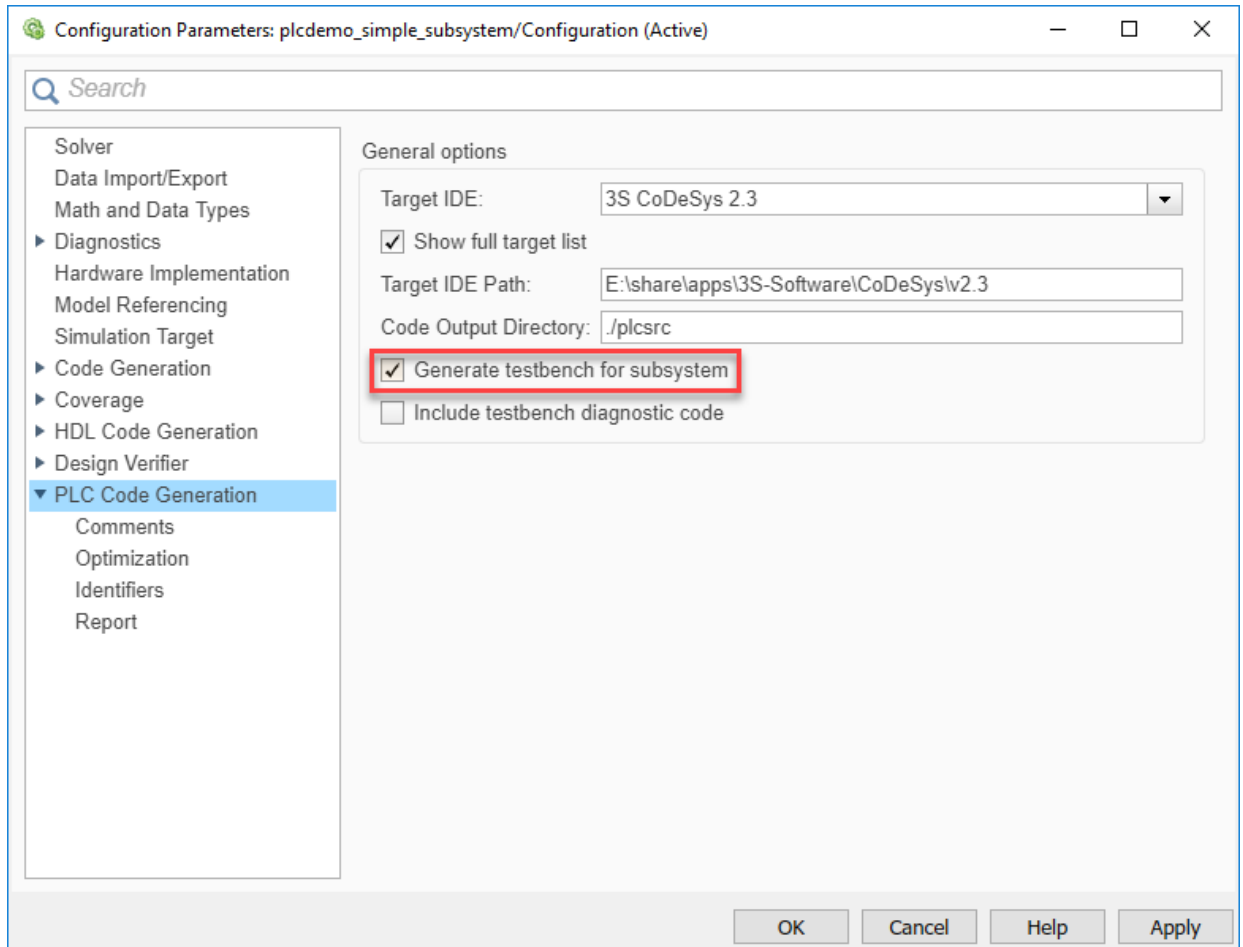 Configuration Parameters: plcdemo_simple_subsystem/Configuration (Active)
Search
Solver
Data Import/Export
Math and Data Types
Diagnostics
Hardware Implementation
Model Referencing
Simulation Target
Code Generation
Coverage
HDL Code Generation
Design Verifier
PLC Code Generation
Comments
Optimization
Identifiers
Report
General options
Target IDE: 3S CoDeSys 2.3
Show full target list
Target IDE Path: E:\share\apps\3S-Software\CoDeSys\v2.3
Code Output Directory: ./plcsrc
Generate testbench for subsystem
Include testbench diagnostic code
OK Cancel Help Apply